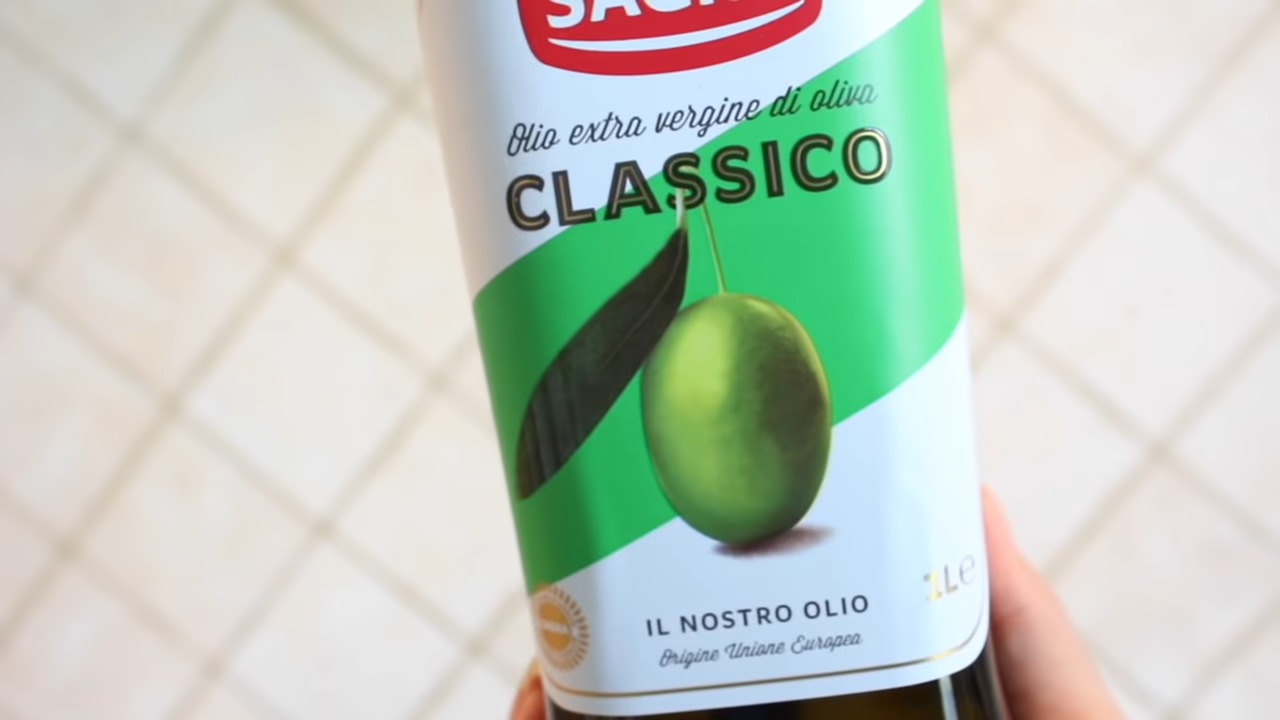 Olio extra vergine di oliva
CLASSICO
1L℮
IL NOSTRO OLIO
Origine Unione Europea